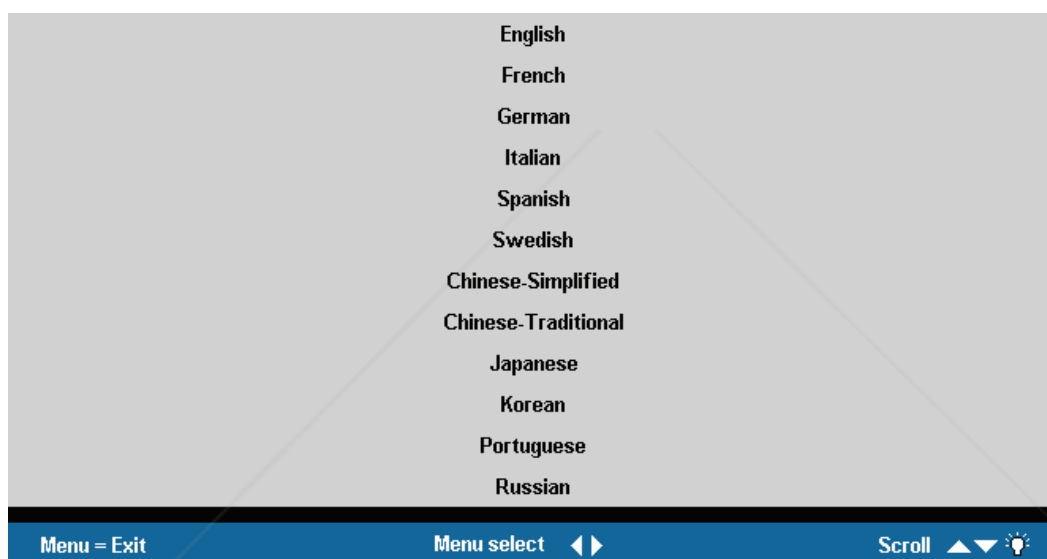 English
French
German
Italian
Spanish
Swedish
Chinese-Simplified
Chinese-Traditional
Japanese
Korean
Portuguese
Russian
Menu = Exit Menu select Scroll